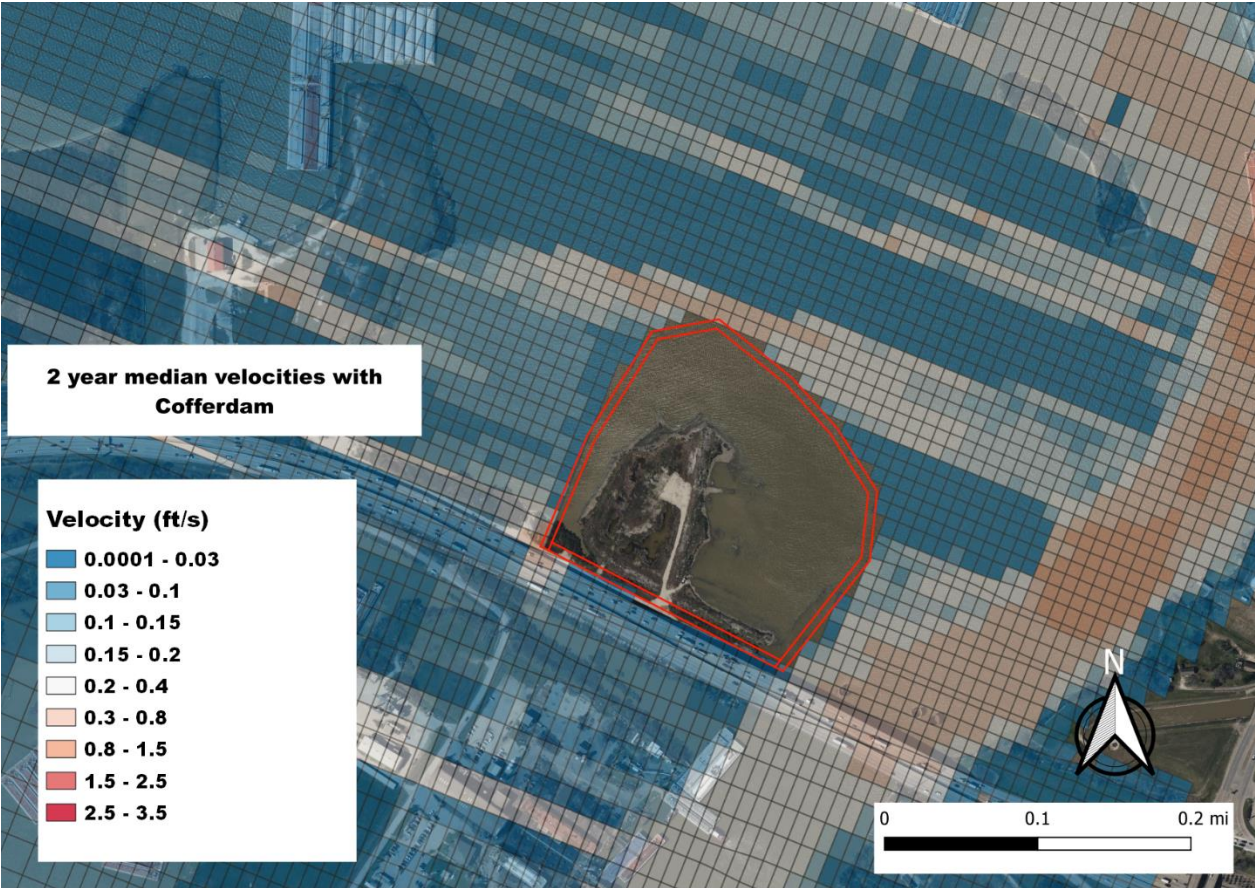 2 year median velocities with
Cofferdam
Velocity (ft/s)
0.0001 - 0.03
0.03 - 0.1
0.1 - 0.15
0.15 - 0.2
0.2 - 0.4
0.3 - 0.8
0.8 - 1.5
1.5 - 2.5
2.5 - 3.5
N
0 0.1 0.2 mi